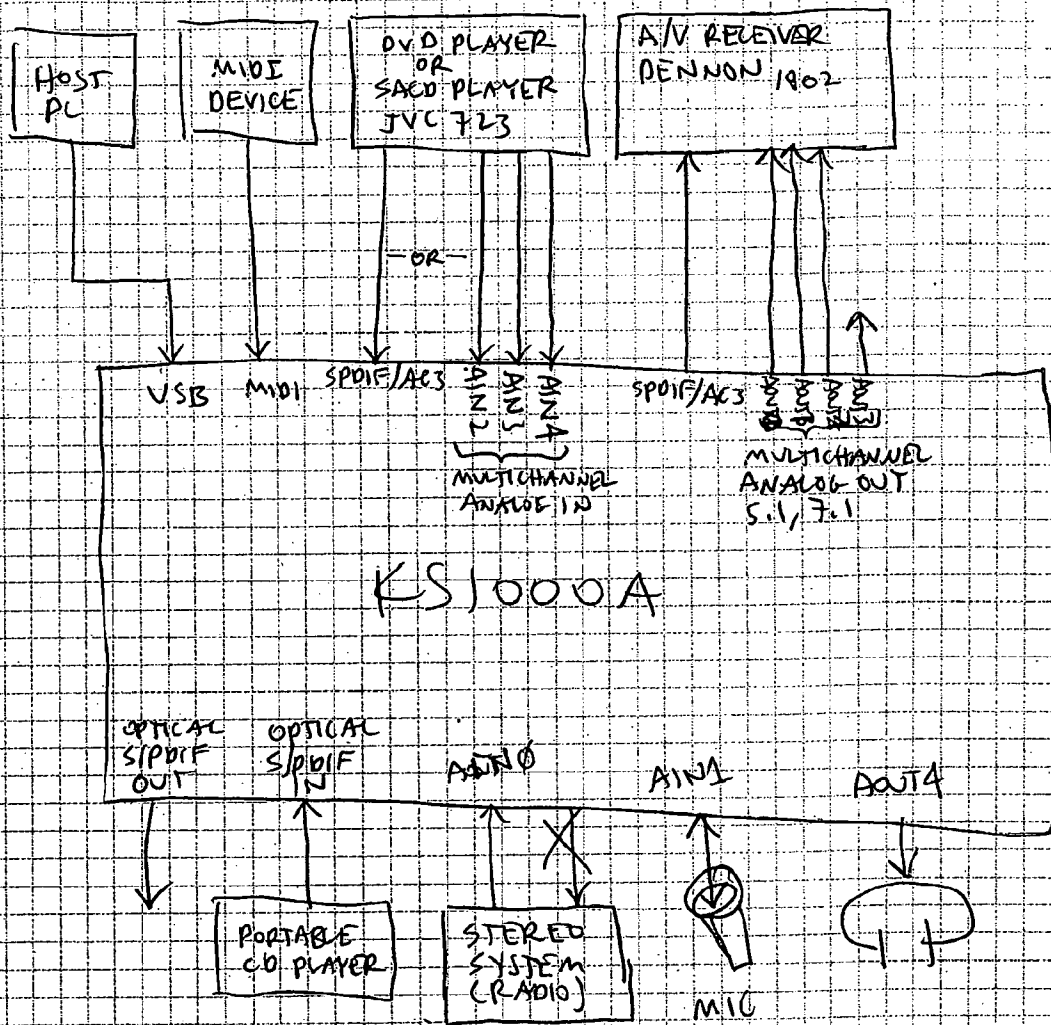 HOST
PC
MIDI
DEVICE
DVD PLAYER
OR
SACD PLAYER
JVC 723
A/V RECEIVER
DENNON 1802
- OR -
USB
MIDI
SPDIF/AC3
AIN2
AIN3
AIN4
MULTICHANNEL
ANALOG IN
SPDIF/AC3
MULTICHANNEL
ANALOG OUT
5.1, 7.1
KS1000A
OPTICAL
S/PDIF
OUT
OPTICAL
S/PDIF
IN
AIN0
AIN1
AOUT4
PORTABLE
CD PLAYER
STEREO
SYSTEM
(RADIO)
MIC